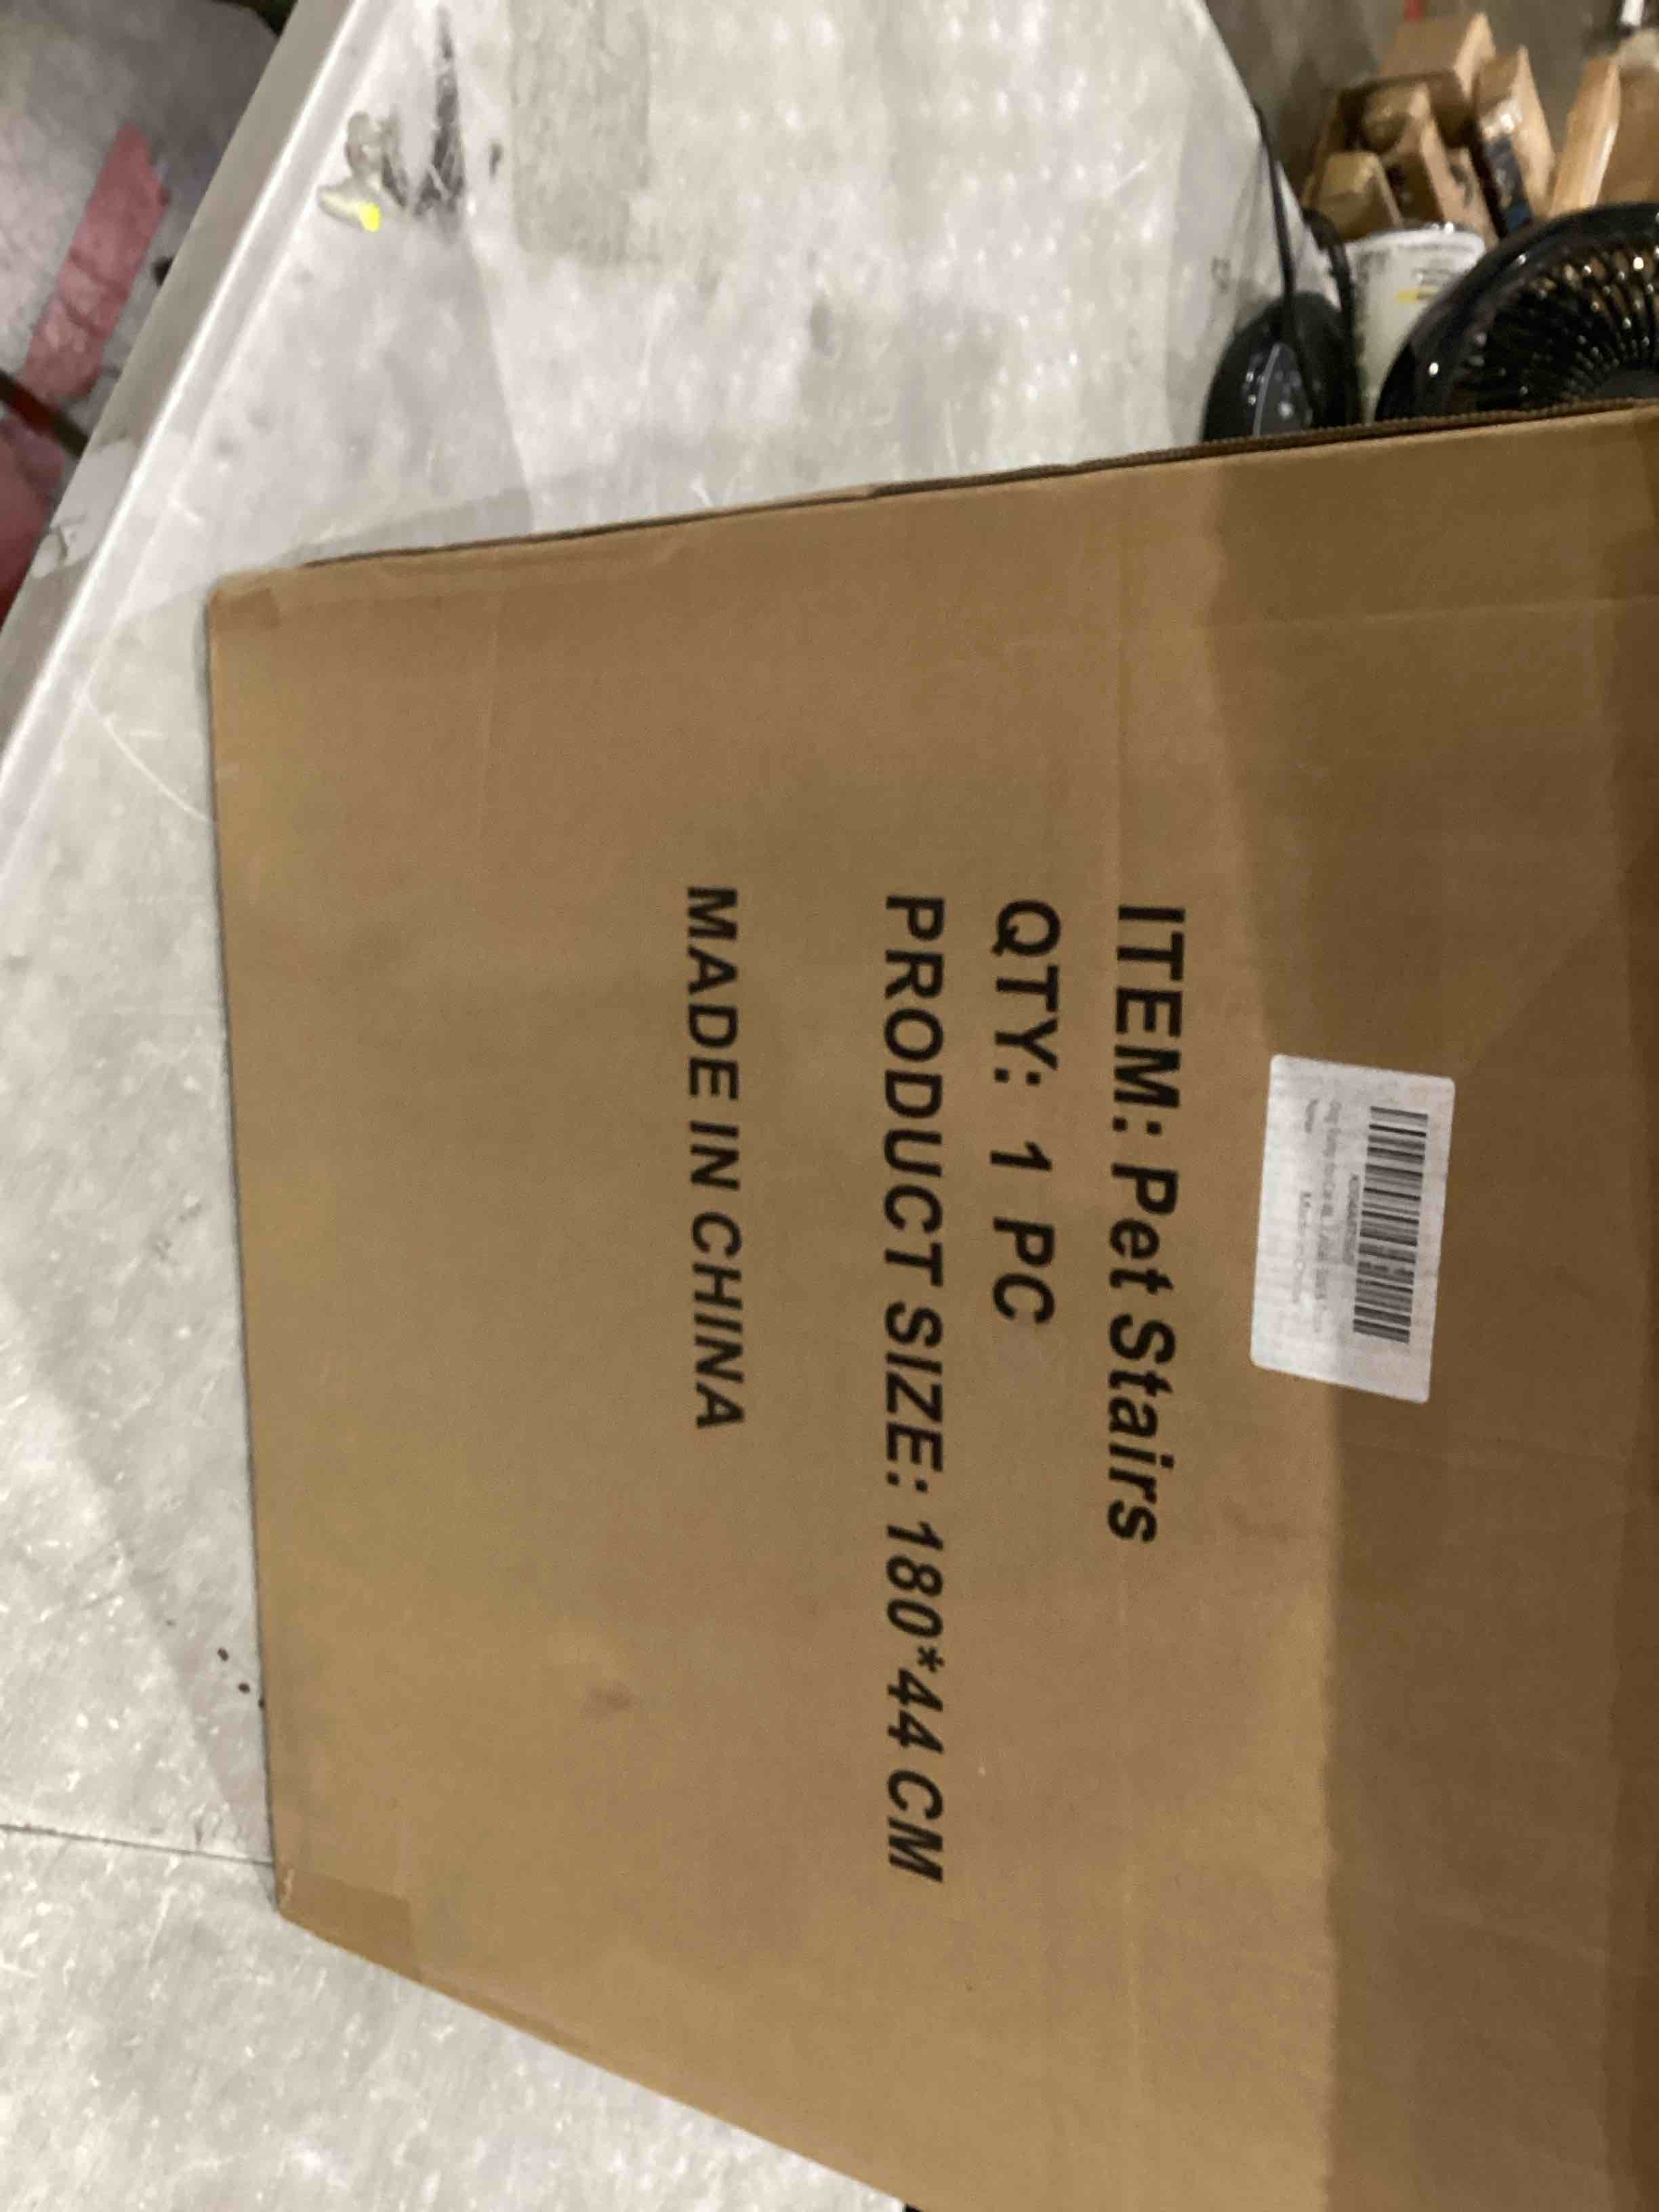 ITEM: Pet Stairs
QTY: 1 PC
PRODUCT SIZE: 180*44 CM
MADE IN CHINA